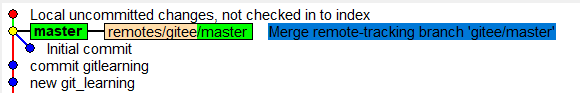 Local uncommitted changes, not checked in to index
master remotes/gitee/master Merge remote-tracking branch 'gitee/master'
Initial commit
commit gitlearning
new git_learning